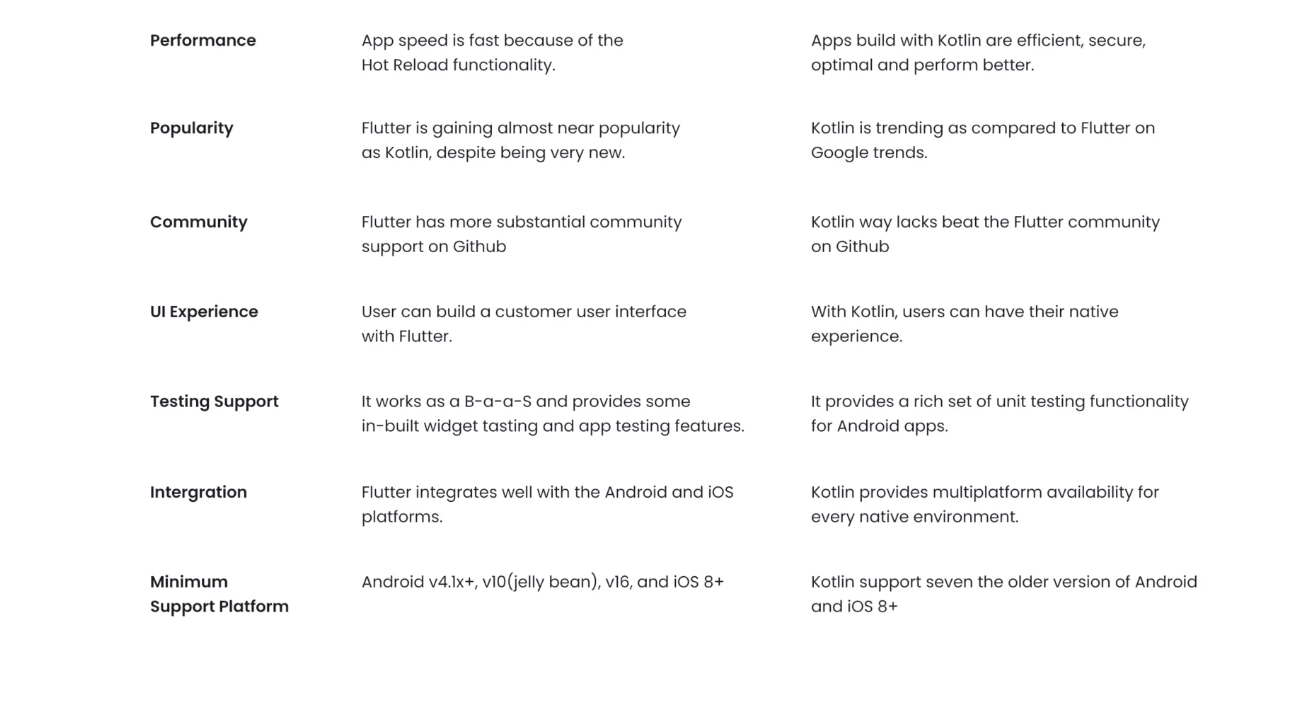 Performance
App speed is fast because of the
Hot Reload functionality.
Apps build with Kotlin are efficient, secure,
optimal and perform better.
Popularity
Flutter is gaining almost near popularity
as Kotlin, despite being very new.
Kotlin is trending as compared to Flutter on
Google trends.
Community
Flutter has more substantial community
support on Github
Kotlin way lacks beat the Flutter community
on Github
UI Experience
User can build a customer user interface
with Flutter.
With Kotlin, users can have their native
experience.
Testing Support
It works as a B-a-a-S and provides some
in-built widget tasting and app testing features.
It provides a rich set of unit testing functionality
for Android apps.
Intergration
Flutter integrates well with the Android and iOS
platforms.
Kotlin provides multiplatform availability for
every native environment.
Minimum
Support Platform
Android v4.1x+, v10(jelly bean), v16, and iOS 8+
Kotlin support seven the older version of Android
and iOS 8+